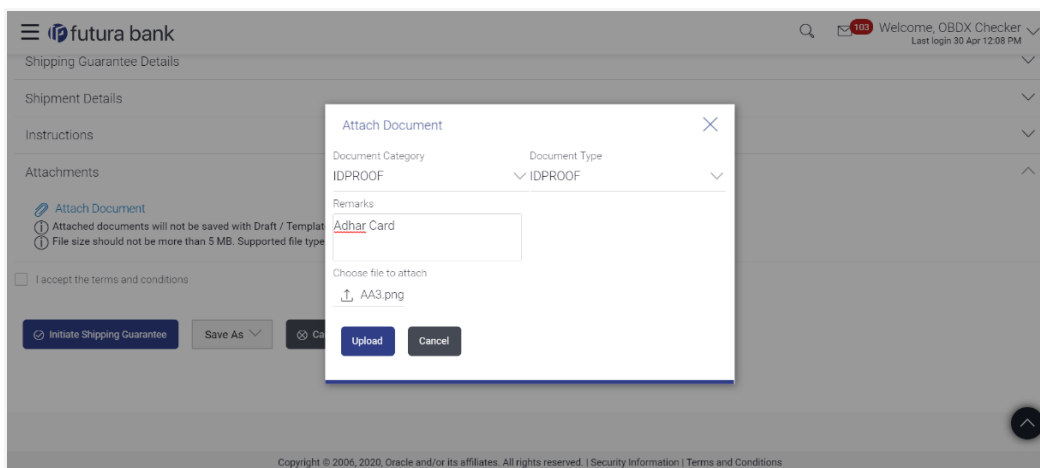 futura bank
103
Welcome, OBDX Checker
Last login 30 Apr 12:08 PM
Shipping Guarantee Details
Shipment Details
Instructions
Attachments
Attach Document
Attached documents will not be saved with Draft / Templat
File size should not be more than 5 MB. Supported file type
I accept the terms and conditions
Initiate Shipping Guarantee
Save As
Ca
Attach Document
Document Category
Document Type
IDPROOF
IDPROOF
Remarks
Adhar Card
Choose file to attach
AA3.png
Upload
Cancel
Copyright © 2006, 2020, Oracle and/or its affiliates. All rights reserved. | Security Information | Terms and Conditions